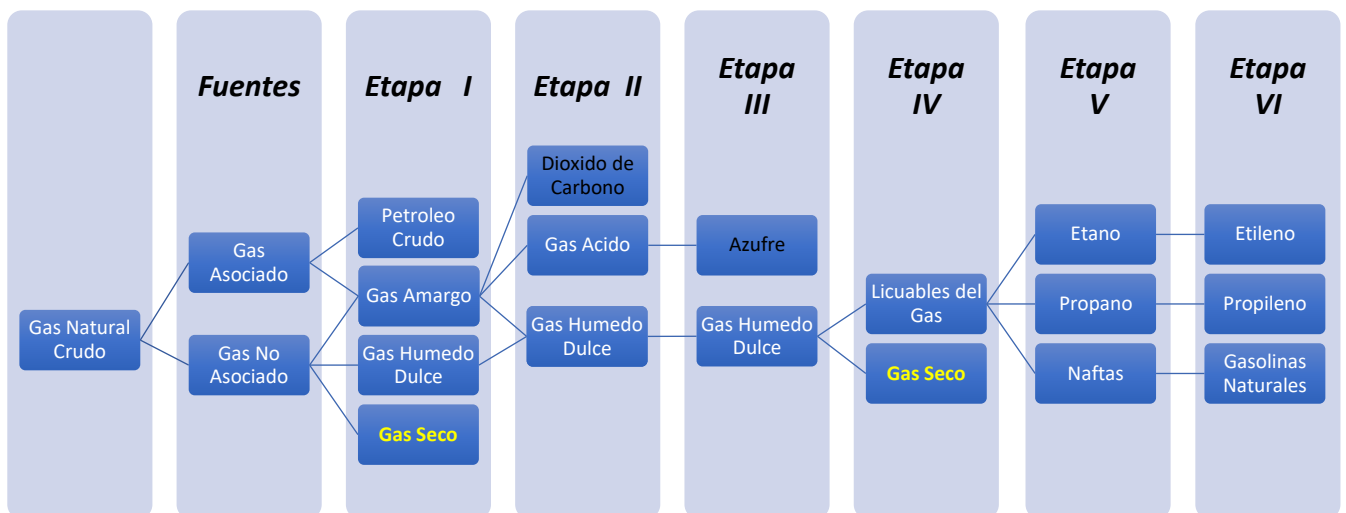 Fuentes
Etapa I
Etapa II
Etapa
III
Etapa
IV
Etapa
V
Etapa
VI
Gas Natural
Crudo
Gas
Asociado
Gas No
Asociado
Petroleo
Crudo
Gas Amargo
Gas Humedo
Dulce
Gas Seco
Dioxido de
Carbono
Gas Acido
Gas Humedo
Dulce
Azufre
Gas Humedo
Dulce
Licuables del
Gas
Gas Seco
Etano
Propano
Naftas
Etileno
Propileno
Gasolinas
Naturales